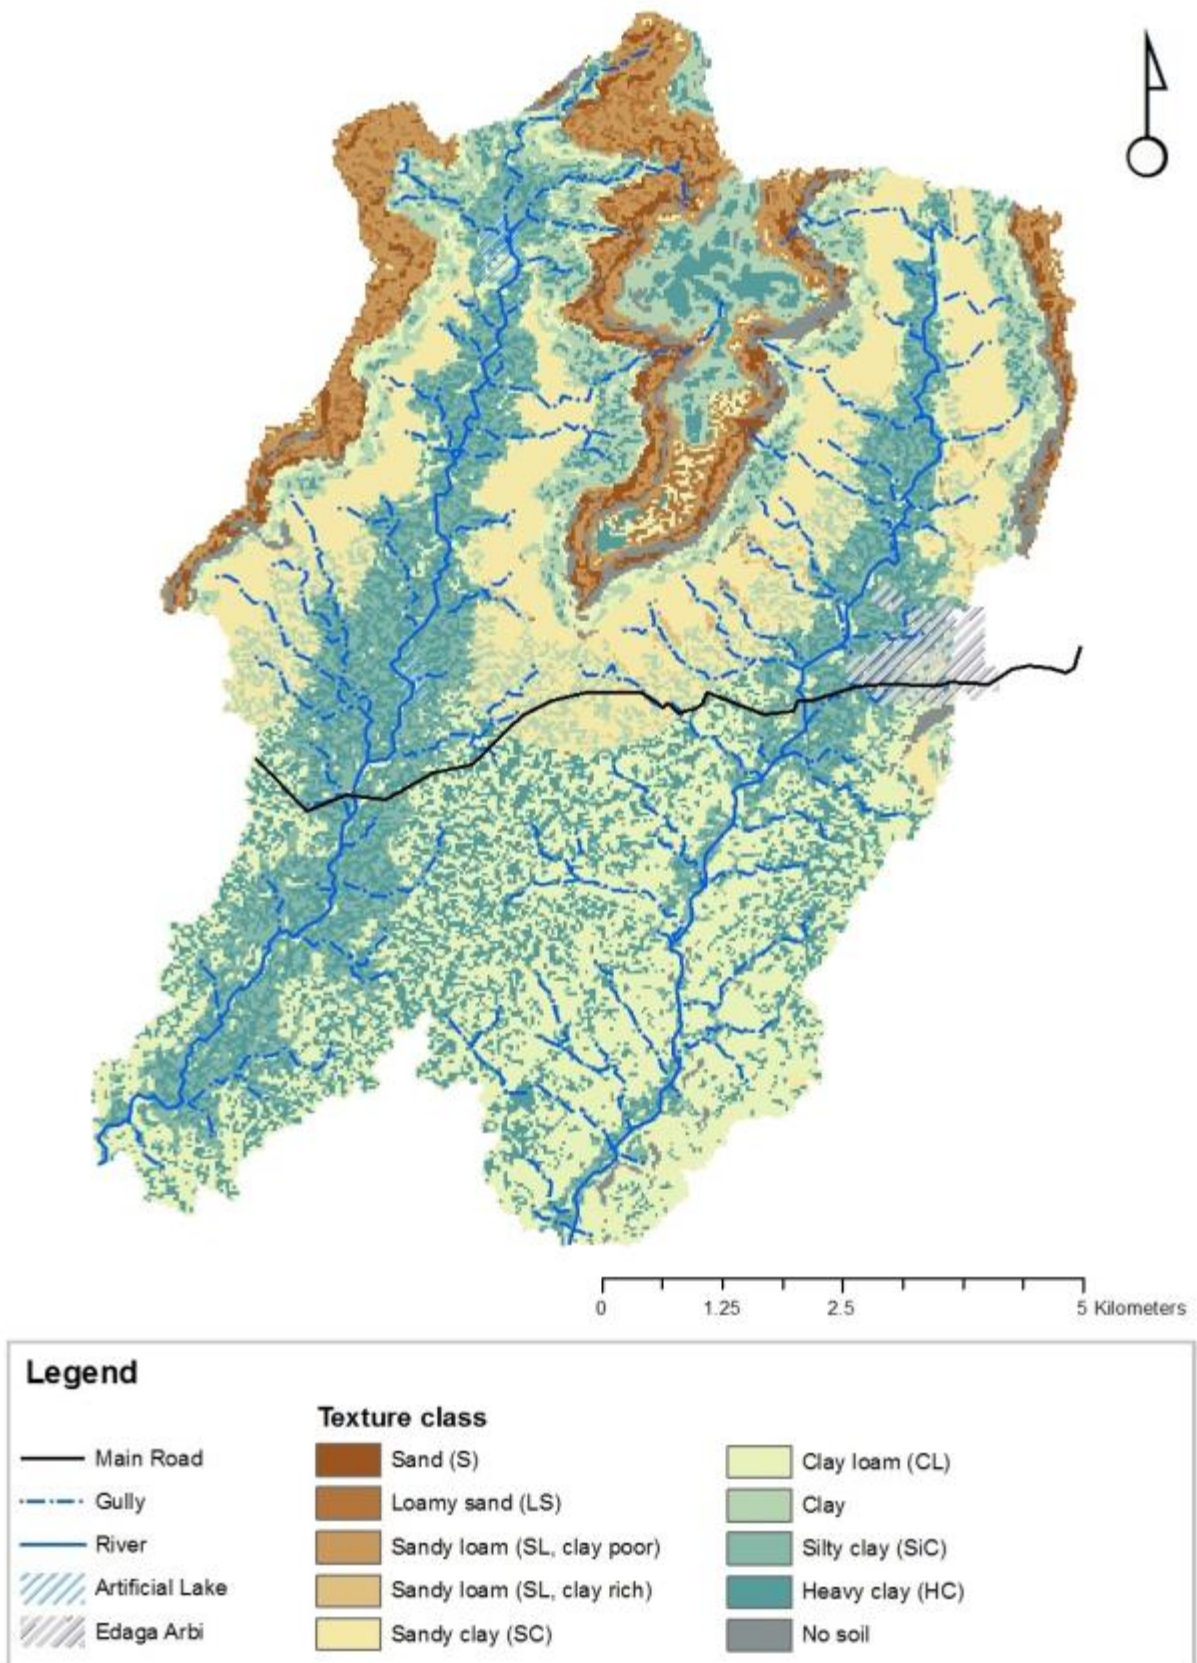 0 1.25 2.5 5 Kilometers
Legend
Texture class
Main Road
Gully
River
Artificial Lake
Edaga Arbi
Sand (S)
Loamy sand (LS)
Sandy loam (SL, clay poor)
Sandy loam (SL, clay rich)
Sandy clay (SC)
Clay loam (CL)
Clay
Silty clay (SiC)
Heavy clay (HC)
No soil